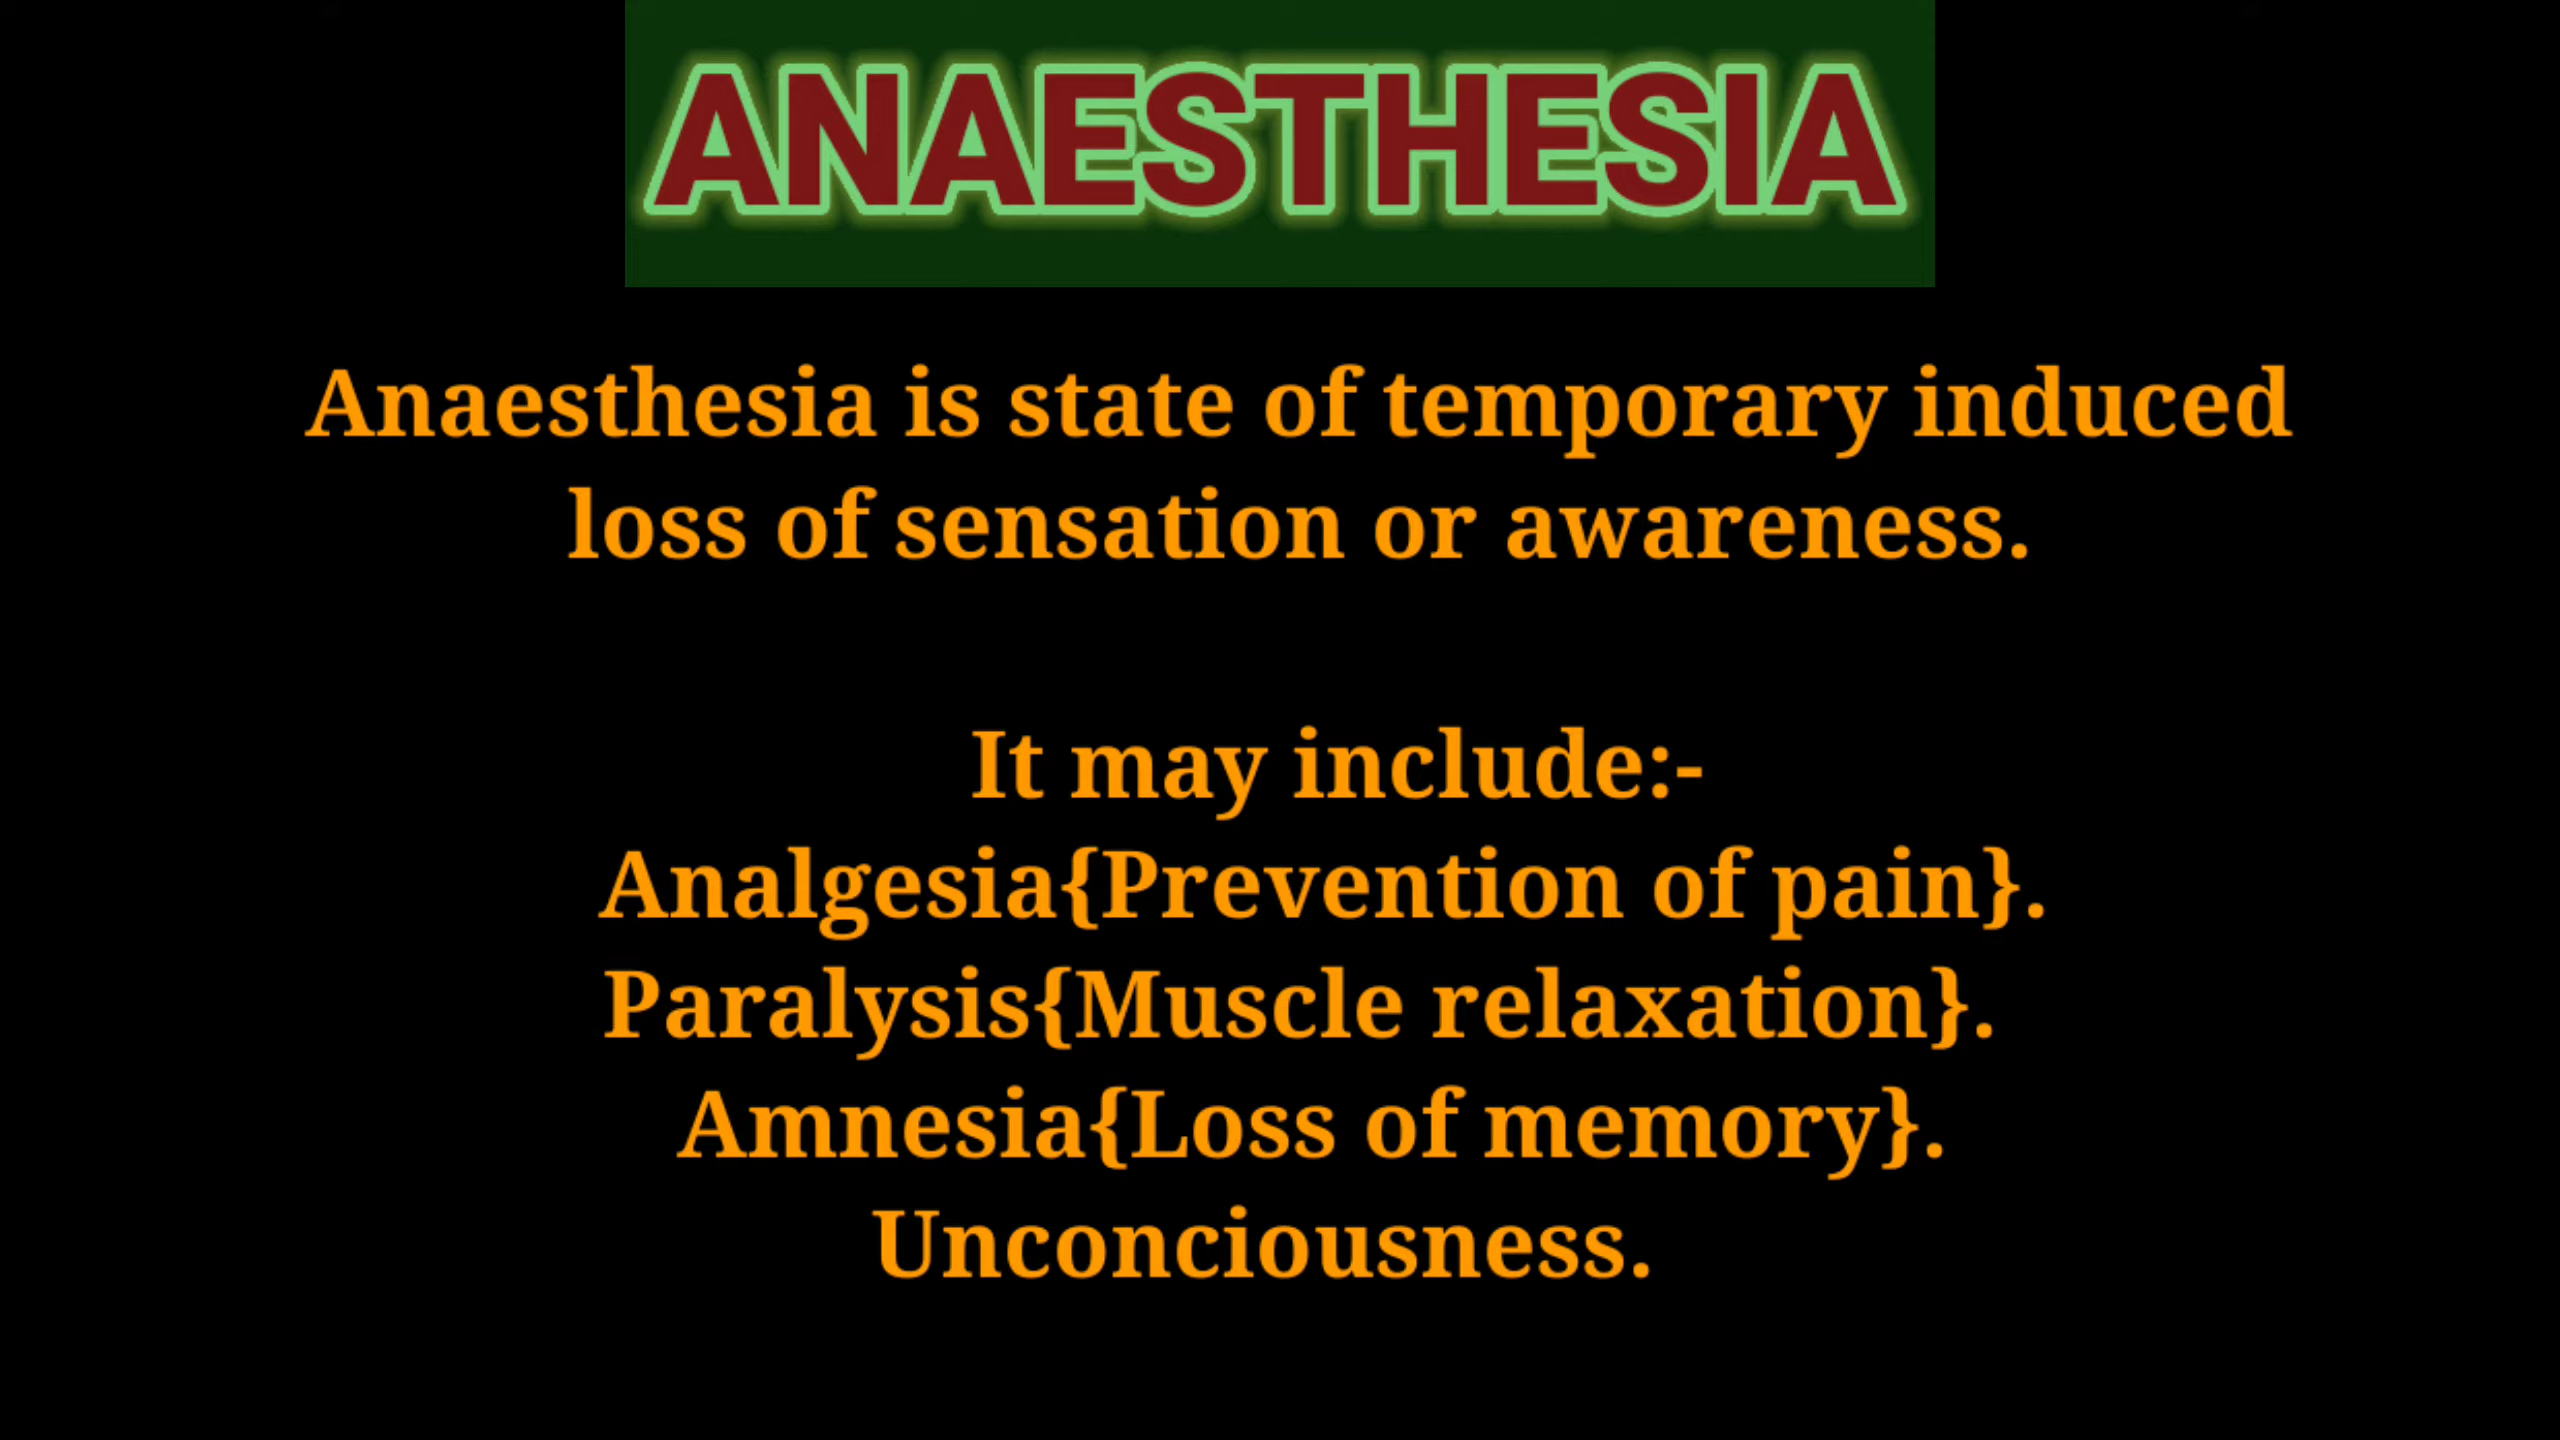 ANAESTHESIA
Anaesthesia is state of temporary induced
loss of sensation or awareness.
It may include:-
Analgesia{Prevention of pain}.
Paralysis{Muscle relaxation}.
Amnesia{Loss of memory}.
Unconciousness.